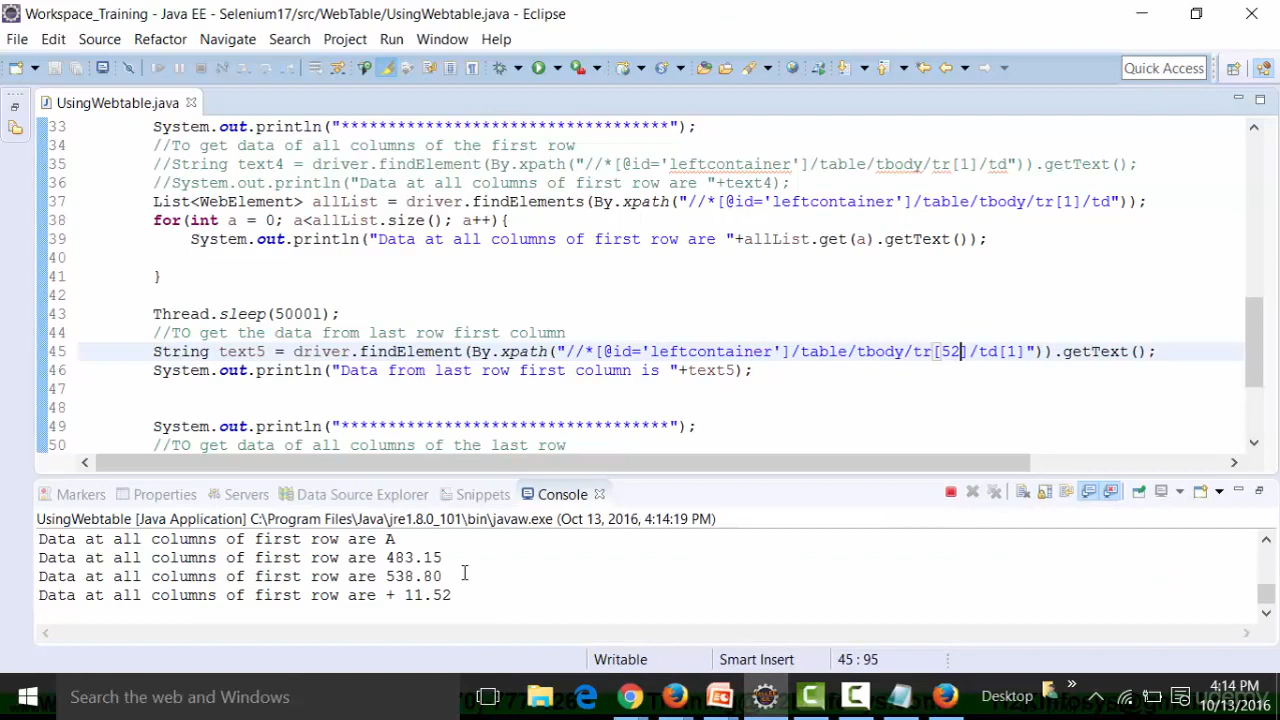 Workspace_Training - Java EE - Selenium17/src/WebTable/UsingWebtable.java - Eclipse
File Edit Source Refactor Navigate Search Project Run Window Help
Quick Access
UsingWebtable.java
33 System.out.println("***********************************");
34 //To get data of all columns of the first row
35 //String text4 = driver.findElement(By.xpath("//*[@id='leftcontainer']/table/tbody/tr[1]/td")).getText();
36 //System.out.println("Data at all columns of first row are "+text4);
37 List<WebElement> allList = driver.findElements(By.xpath("//*[@id='leftcontainer']/table/tbody/tr[1]/td"));
38 for(int a = 0; a<allList.size(); a++){
39 System.out.println("Data at all columns of first row are "+allList.get(a).getText());
40
41 }
42
43 Thread.sleep(5000l);
44 //TO get the data from last row first column
45 String text5 = driver.findElement(By.xpath("//*[@id='leftcontainer']/table/tbody/tr[52]/td[1]")).getText();
46 System.out.println("Data from last row first column is "+text5);
47
48
49 System.out.println("***********************************");
50 //TO get data of all columns of the last row
Markers Properties Servers Data Source Explorer Snippets Console
UsingWebtable [Java Application] C:\Program Files\Java\jre1.8.0_101\bin\javaw.exe (Oct 13, 2016, 4:14:19 PM)
Data at all columns of first row are A
Data at all columns of first row are 483.15
Data at all columns of first row are 538.80
Data at all columns of first row are + 11.52
Writable Smart Insert 45 : 95
Search the web and Windows
Desktop
4:14 PM
10/13/2016